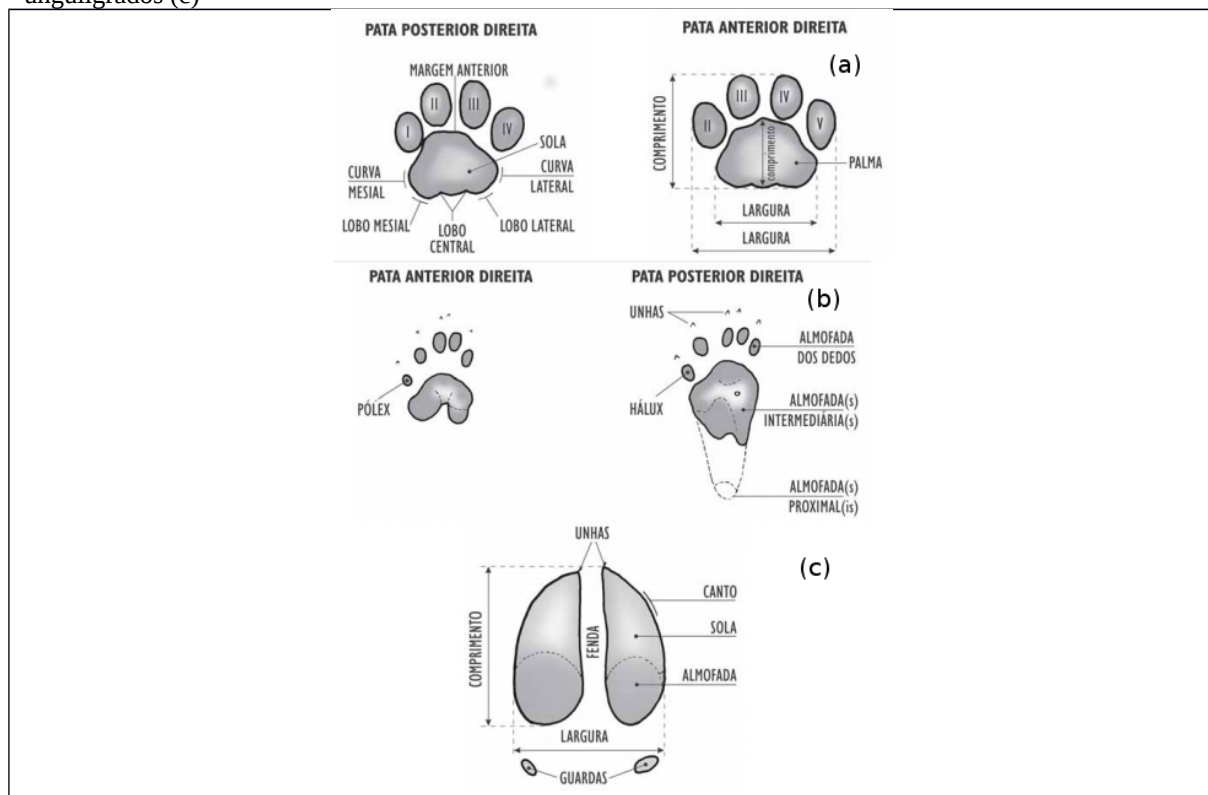 unguligrados (c)
PATA POSTERIOR DIREITA
MARGEM ANTERIOR
I
II
III
IV
SOLA
CURVA
MESIAL
CURVA
LATERAL
LOBO MESIAL
LOBO
CENTRAL
LOBO LATERAL
PATA ANTERIOR DIREITA
(a)
COMPRIMENTO
II
III
IV
V
comprimento
PALMA
LARGURA
LARGURA
PATA ANTERIOR DIREITA
PÓLEX
PATA POSTERIOR DIREITA
(b)
UNHAS
ALMOFADA
DOS DEDOS
HÁLUX
ALMOFADA(s)
INTERMEDIÁRIA(s)
ALMOFADA(s)
PROXIMAL(is)
UNHAS
(c)
COMPRIMENTO
FENDA
CANTO
SOLA
ALMOFADA
LARGURA
GUARDAS